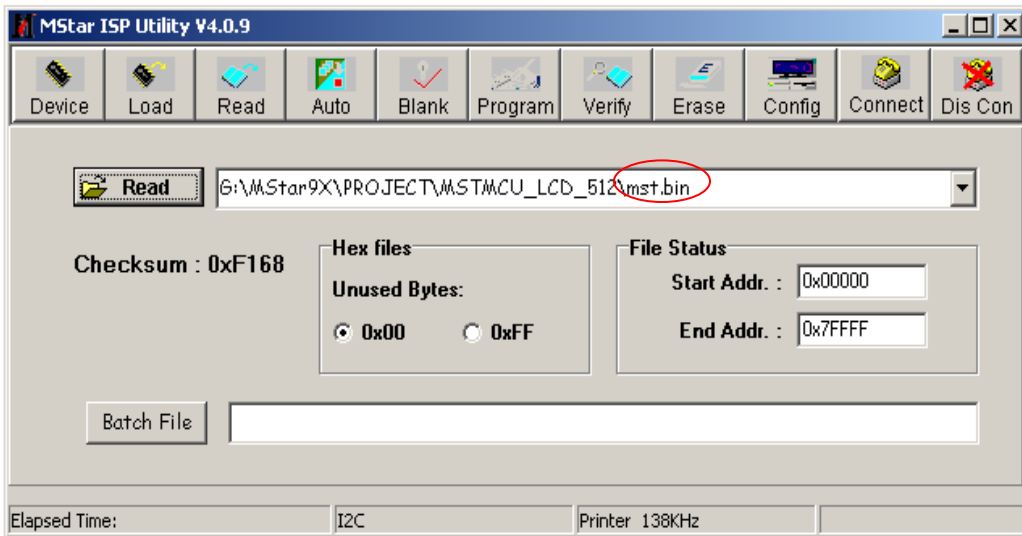 MStar ISP Utility V4.0.9
Device Load Read Auto Blank Program Verify Erase Config Connect Dis Con
Read G:\MStar9X\PROJECT\MSTMCU_LCD_512\mst.bin
Checksum : 0xF168
Hex files
Unused Bytes:
0x00 0xFF
File Status
Start Addr. : 0x00000
End Addr. : 0x7FFFF
Batch File
Elapsed Time: I2C Printer 138KHz